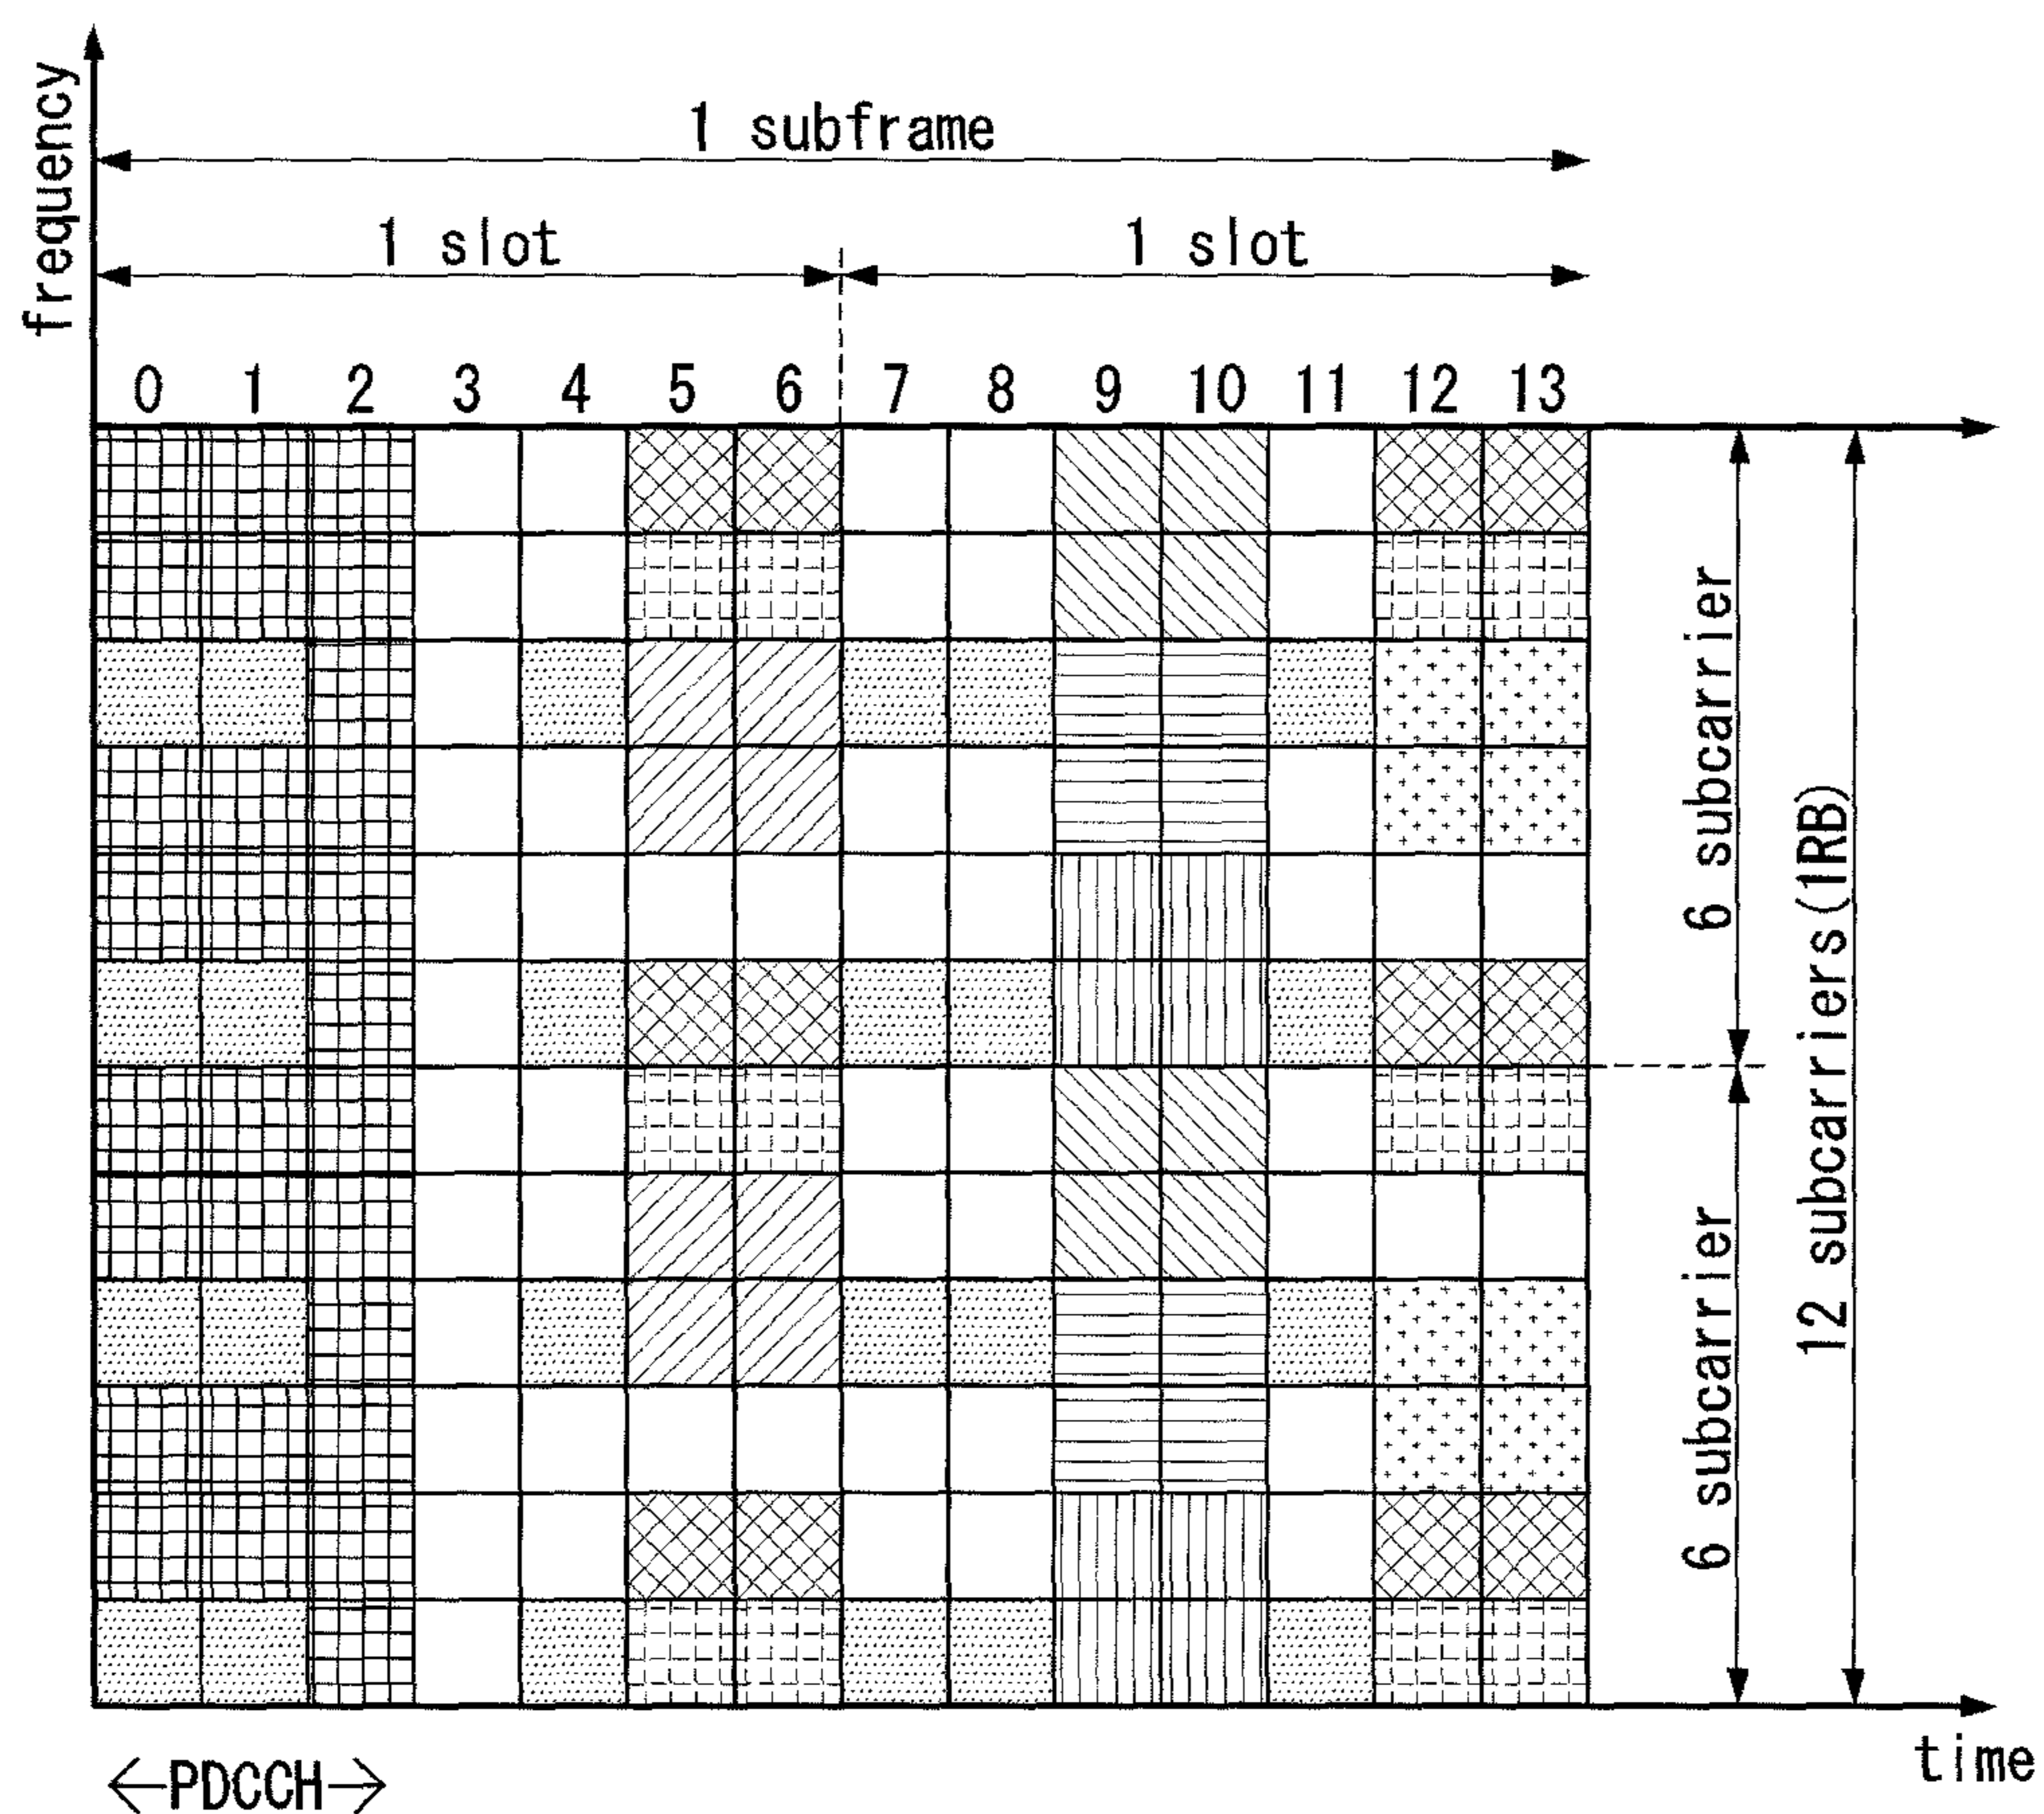 frequency
1 subframe
1 slot 1 slot
0 1 2 3 4 5 6 7 8 9 10 11 12 13
6 subcarrier
6 subcarrier
12 subcarriers(1RB)
time
←PDCCH→